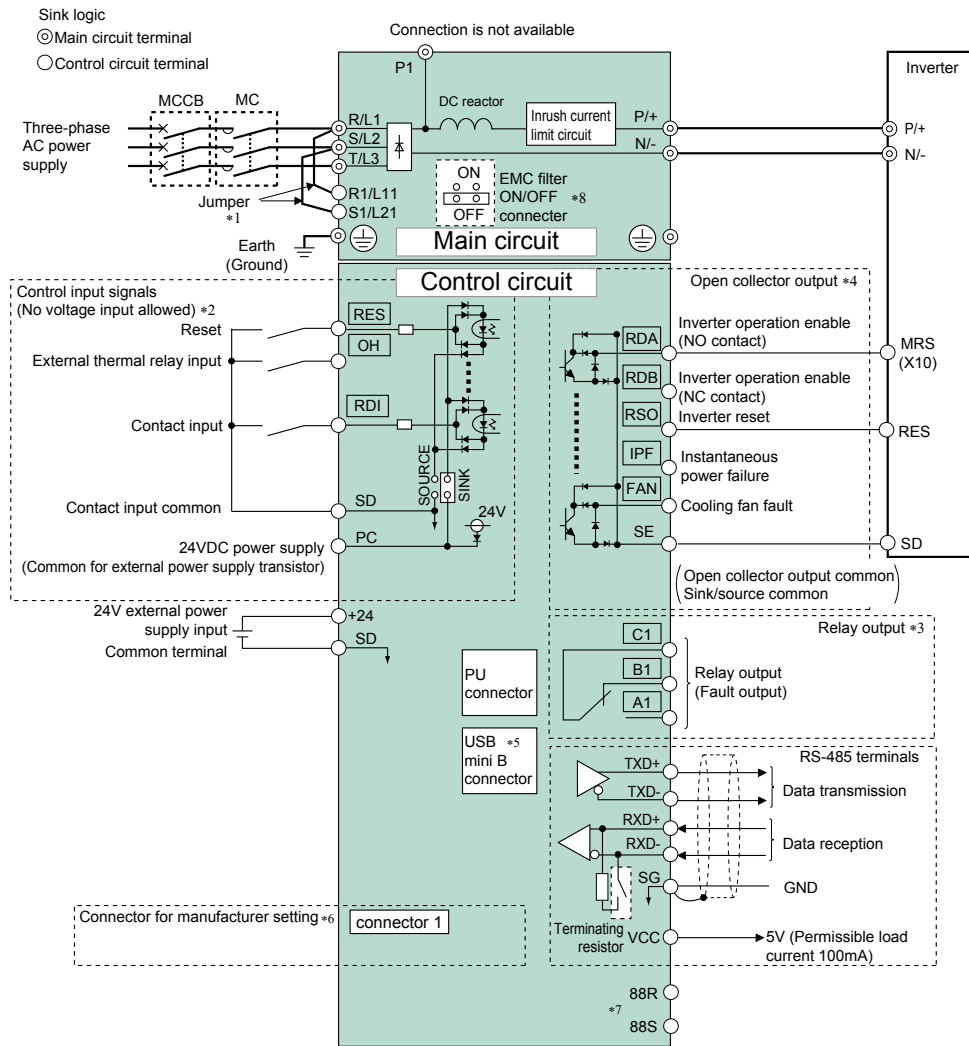 Sink logic
Main circuit terminal
Control circuit terminal
Connection is not available
P1
Inverter
MCCB
MC
DC reactor
Inrush current
limit circuit
Three-phase
AC power
supply
R/L1
S/L2
T/L3
P/+
N/-
P/+
N/-
R1/L11
S1/L21
Jumper
*1
ON
OFF
EMC filter
ON/OFF *8
connecter
Earth
(Ground)
Main circuit
Control circuit
Control input signals
(No voltage input allowed) *2
Open collector output *4
Reset
RES
External thermal relay input
OH
Contact input
RDI
SOURCE
SINK
24V
Contact input common
SD
PC
24VDC power supply
(Common for external power supply transistor)
RDA
Inverter operation enable
(NO contact)
MRS
(X10)
RDB
Inverter operation enable
(NC contact)
RSO
Inverter reset
RES
IPF
Instantaneous
power failure
FAN
Cooling fan fault
SE
SD
(Open collector output common
Sink/source common)
24V external power
supply input
+24
Common terminal
SD
Relay output *3
C1
B1
A1
Relay output
(Fault output)
PU
connector
USB *5
mini B
connector
RS-485 terminals
TXD+
TXD-
Data transmission
RXD+
RXD-
Data reception
SG
GND
Terminating
resistor
VCC
5V (Permissible load
current 100mA)
Connector for manufacturer setting *6
connector 1
88R
*7
88S